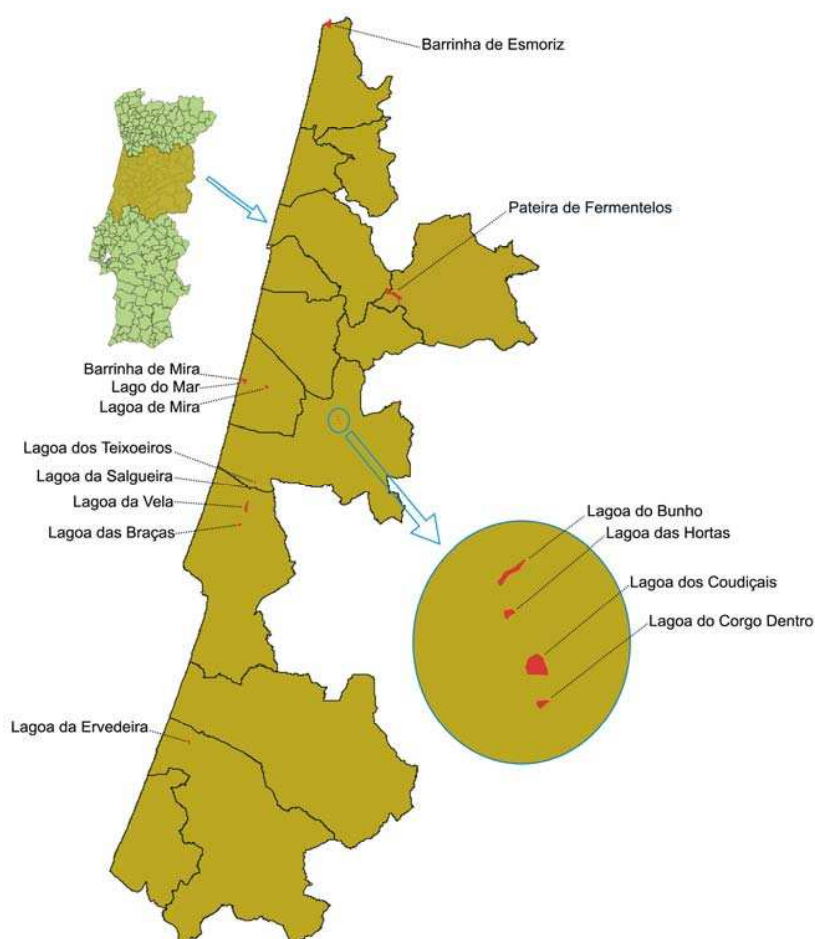 Barrinha de Esmoriz
Pateira de Fermentelos
Barrinha de Mira
Lago do Mar
Lagoa de Mira
Lagoa dos Teixoeiros
Lagoa da Salgueira
Lagoa da Vela
Lagoa das Braças
Lagoa do Bunho
Lagoa das Hortas
Lagoa dos Coudiçais
Lagoa do Corgo Dentro
Lagoa da Ervedeira